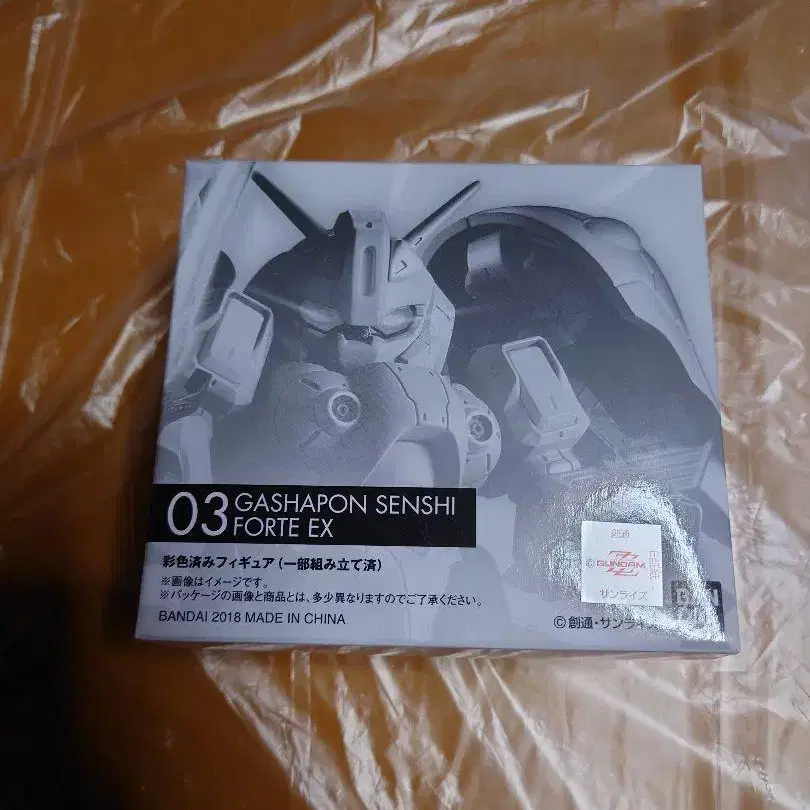 03 GASHAPON SENSHI
FORTE EX
彩色済みフィギュア(一部組み立て済)
※画像はイメージです。
※パッケージの画像と商品とは、多少異なりますのでご了承ください。
BANDAI 2018 MADE IN CHINA
創通
©GUNDAM
サンライズ
©創通・サンライズ